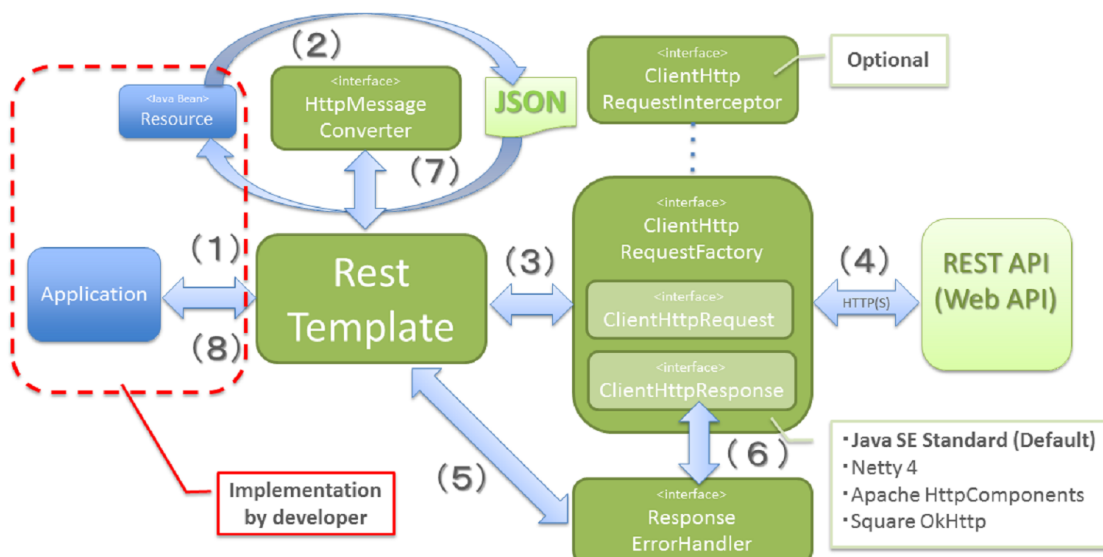 (2)
<interface>
HttpMessage
Converter
<Java Bean>
Resource
JSON
<interface>
ClientHttp
RequestInterceptor
Optional
(7)
(1)
Application
(8)
Rest
Template
(3)
<interface>
ClientHttp
RequestFactory
<interface>
ClientHttpRequest
<interface>
ClientHttpResponse
(4)
HTTP(S)
REST API
(Web API)
(5)
(6)
<interface>
Response
ErrorHandler
Implementation
by developer
・Java SE Standard (Default)
・Netty 4
・Apache HttpComponents
・Square OkHttp